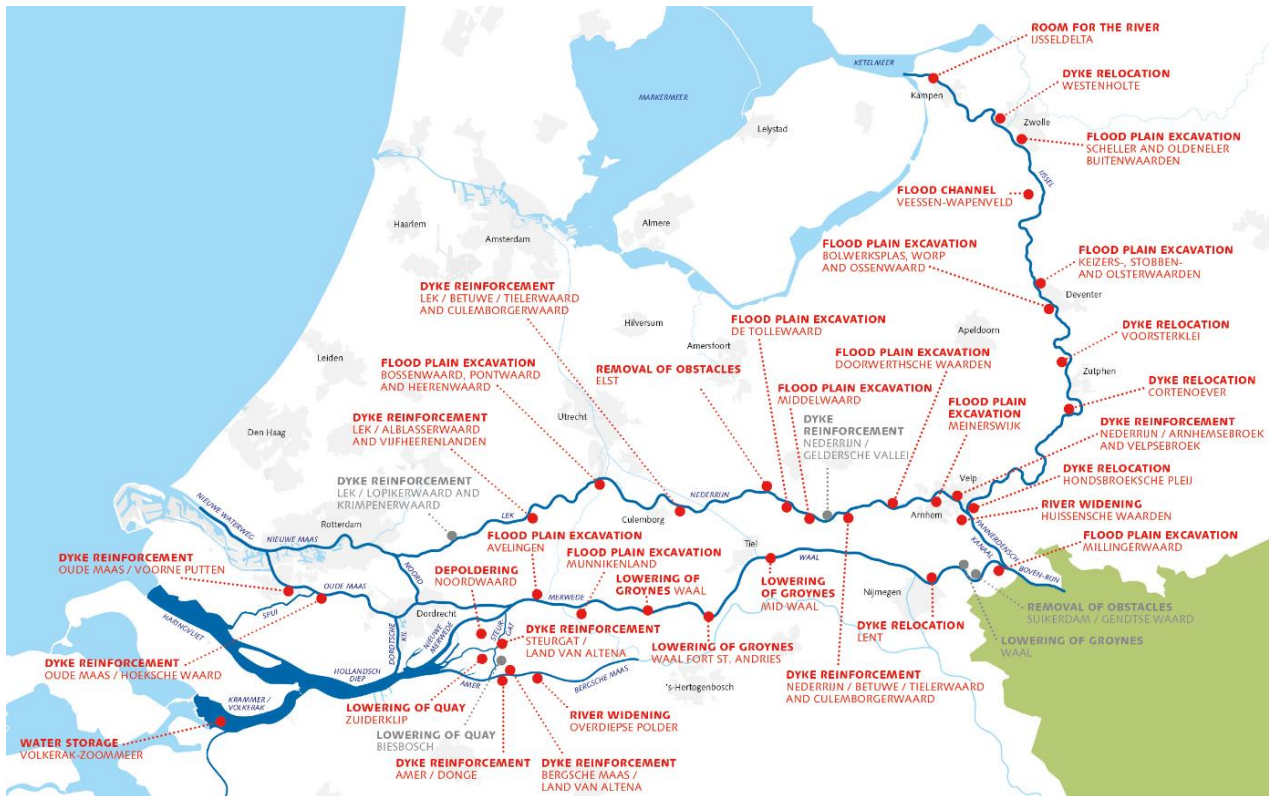 ROOM FOR THE RIVER
IJSSELDELTA
KETELMEER
DYKE RELOCATION
WESTENHOLTE
Kampen
MARKERMEER
Lelystad
Zwolle
FLOOD PLAIN EXCAVATION
SCHELLER AND OLDENELER
BUITENWAARDEN
IJSSEL
FLOOD CHANNEL
VEESSEN-WAPENVELD
Haarlem
Amsterdam
Almere
FLOOD PLAIN EXCAVATION
BOLWERKSPLAS, WORP
AND OSSENWAARD
FLOOD PLAIN EXCAVATION
KEIZERS-, STOBBEN-
AND OLSTERWAARDEN
DYKE REINFORCEMENT
LEK / BETUWE / TIELERWAARD
AND CULEMBORGERWAARD
Deventer
Hilversum
FLOOD PLAIN EXCAVATION
DE TOLLEWAARD
Apeldoorn
DYKE RELOCATION
VOORSTERKLEI
Amersfoort
Leiden
FLOOD PLAIN EXCAVATION
BOSSENWAARD, PONTWAARD
AND HEERENWAARD
REMOVAL OF OBSTACLES
ELST
FLOOD PLAIN EXCAVATION
DOORWERTHSCHE WAARDEN
Zutphen
FLOOD PLAIN EXCAVATION
MIDDELWAARD
DYKE RELOCATION
CORTENOEVER
FLOOD PLAIN
EXCAVATION
MEINERSWIJK
DYKE REINFORCEMENT
LEK / ALBLASSERWAARD
AND VIJFHEERENLANDEN
Utrecht
DYKE
REINFORCEMENT
NEDERRIJN /
GELDERSCHE VALLEI
DYKE REINFORCEMENT
NEDERRIJN / ARNHEMSEBROEK
AND VELPSEBROEK
Den Haag
DYKE REINFORCEMENT
LEK / LOPIKERWAARD AND
KRIMPENERWAARD
Velp
DYKE RELOCATION
HONDSBROEKSCHE PLEIJ
NIEUWE WATERWEG
NEDERRIJN
RIVER WIDENING
HUISSENSCHE WAARDEN
Rotterdam
LEK
Culemborg
Arnhem
PANNERDENSCH
KANAAL
NIEUWE MAAS
FLOOD PLAIN EXCAVATION
AVELINGEN
Tiel
WAAL
FLOOD PLAIN EXCAVATION
MILLINGERWAARD
DYKE REINFORCEMENT
OUDE MAAS / VOORNE PUTTEN
FLOOD PLAIN EXCAVATION
MUNNIKENLAND
BOVEN-RIJN
NOORD
DEPOLDERING
NOORDWAARD
LOWERING OF
GROYNES WAAL
LOWERING
OF GROYNES
MID WAAL
OUDE MAAS
Nijmegen
MERWEDE
SPUI
Dordrecht
REMOVAL OF OBSTACLES
SUIKERDAM / GENDTSE WAARD
HARINGVLIET
DORDTSCHE
KIL
NIEUWE
MERWEDE
STEUR-
GAT
DYKE REINFORCEMENT
STEURGAT /
LAND VAN ALTENA
DYKE RELOCATION
LENT
LOWERING OF GROYNES
WAAL
DYKE REINFORCEMENT
OUDE MAAS / HOEKSCHE WAARD
HOLLANDSCH
DIEP
LOWERING OF GROYNES
WAAL FORT ST. ANDRIES
AMER
BERGSCHE MAAS
's-Hertogenbosch
DYKE REINFORCEMENT
NEDERRIJN / BETUWE / TIELERWAARD
AND CULEMBORGERWAARD
KRAMMER/
VOLKERAK
LOWERING OF QUAY
ZUIDERKLIP
RIVER WIDENING
OVERDIEPSE POLDER
WATER STORAGE
VOLKERAK-ZOOMMEER
LOWERING OF QUAY
BIESBOSCH
DYKE REINFORCEMENT
AMER / DONGE
DYKE REINFORCEMENT
BERGSCHE MAAS /
LAND VAN ALTENA